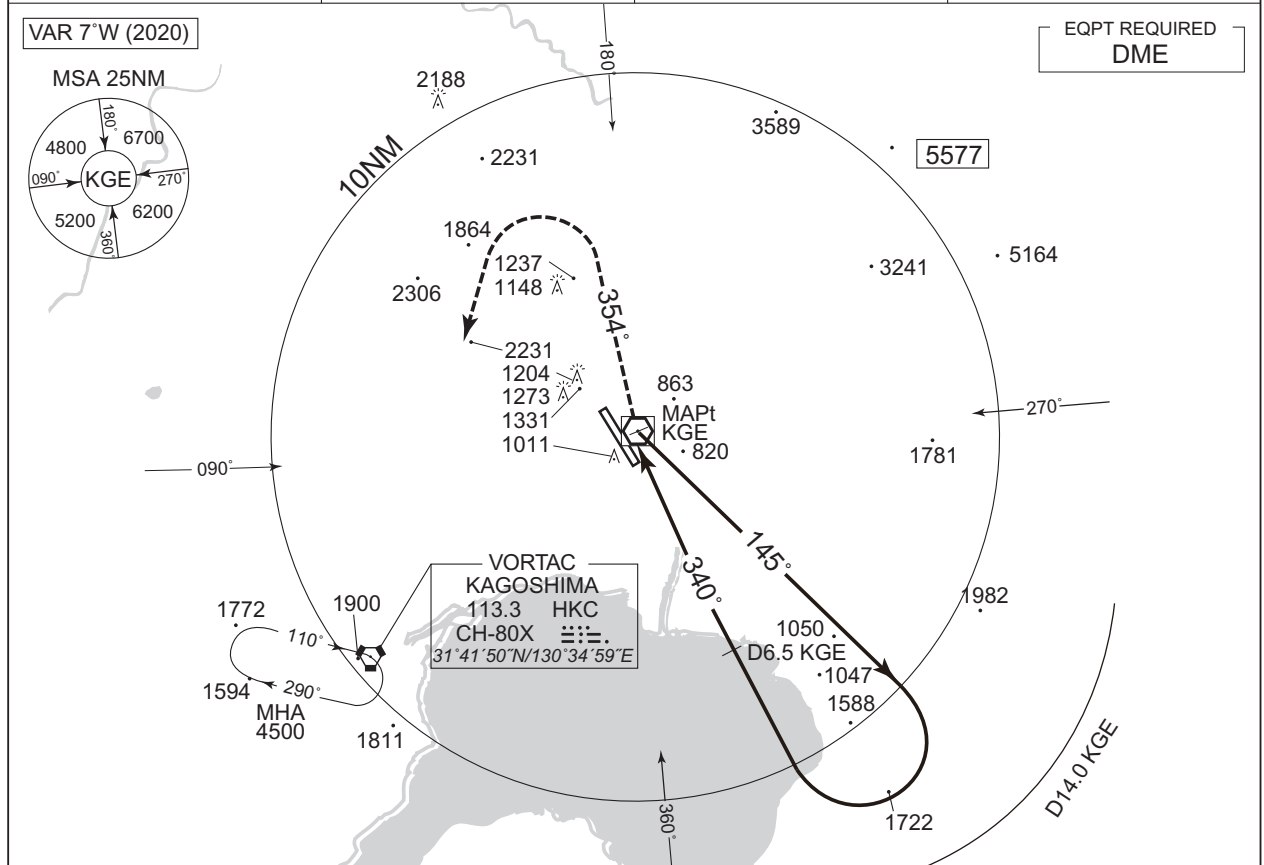 VAR 7°W (2020)
EQPT REQUIRED
DME
MSA 25NM
180°
6700
4800
090°
KGE
270°
5200
6200
360°
2188
180°
3589
5577
10NM
2231
1864
1237
1148
2306
354°
3241
5164
2231
1204
1273
1331
1011
863
MAPt
KGE
820
270°
1781
090°
145°
340°
VORTAC
KAGOSHIMA
113.3 HKC
CH-80X
31°41′50″N/130°34′59″E
1982
1772
1900
110°
1050
D6.5 KGE
1047
1594
290°
MHA
4500
1588
1811
D14.0 KGE
360°
1722